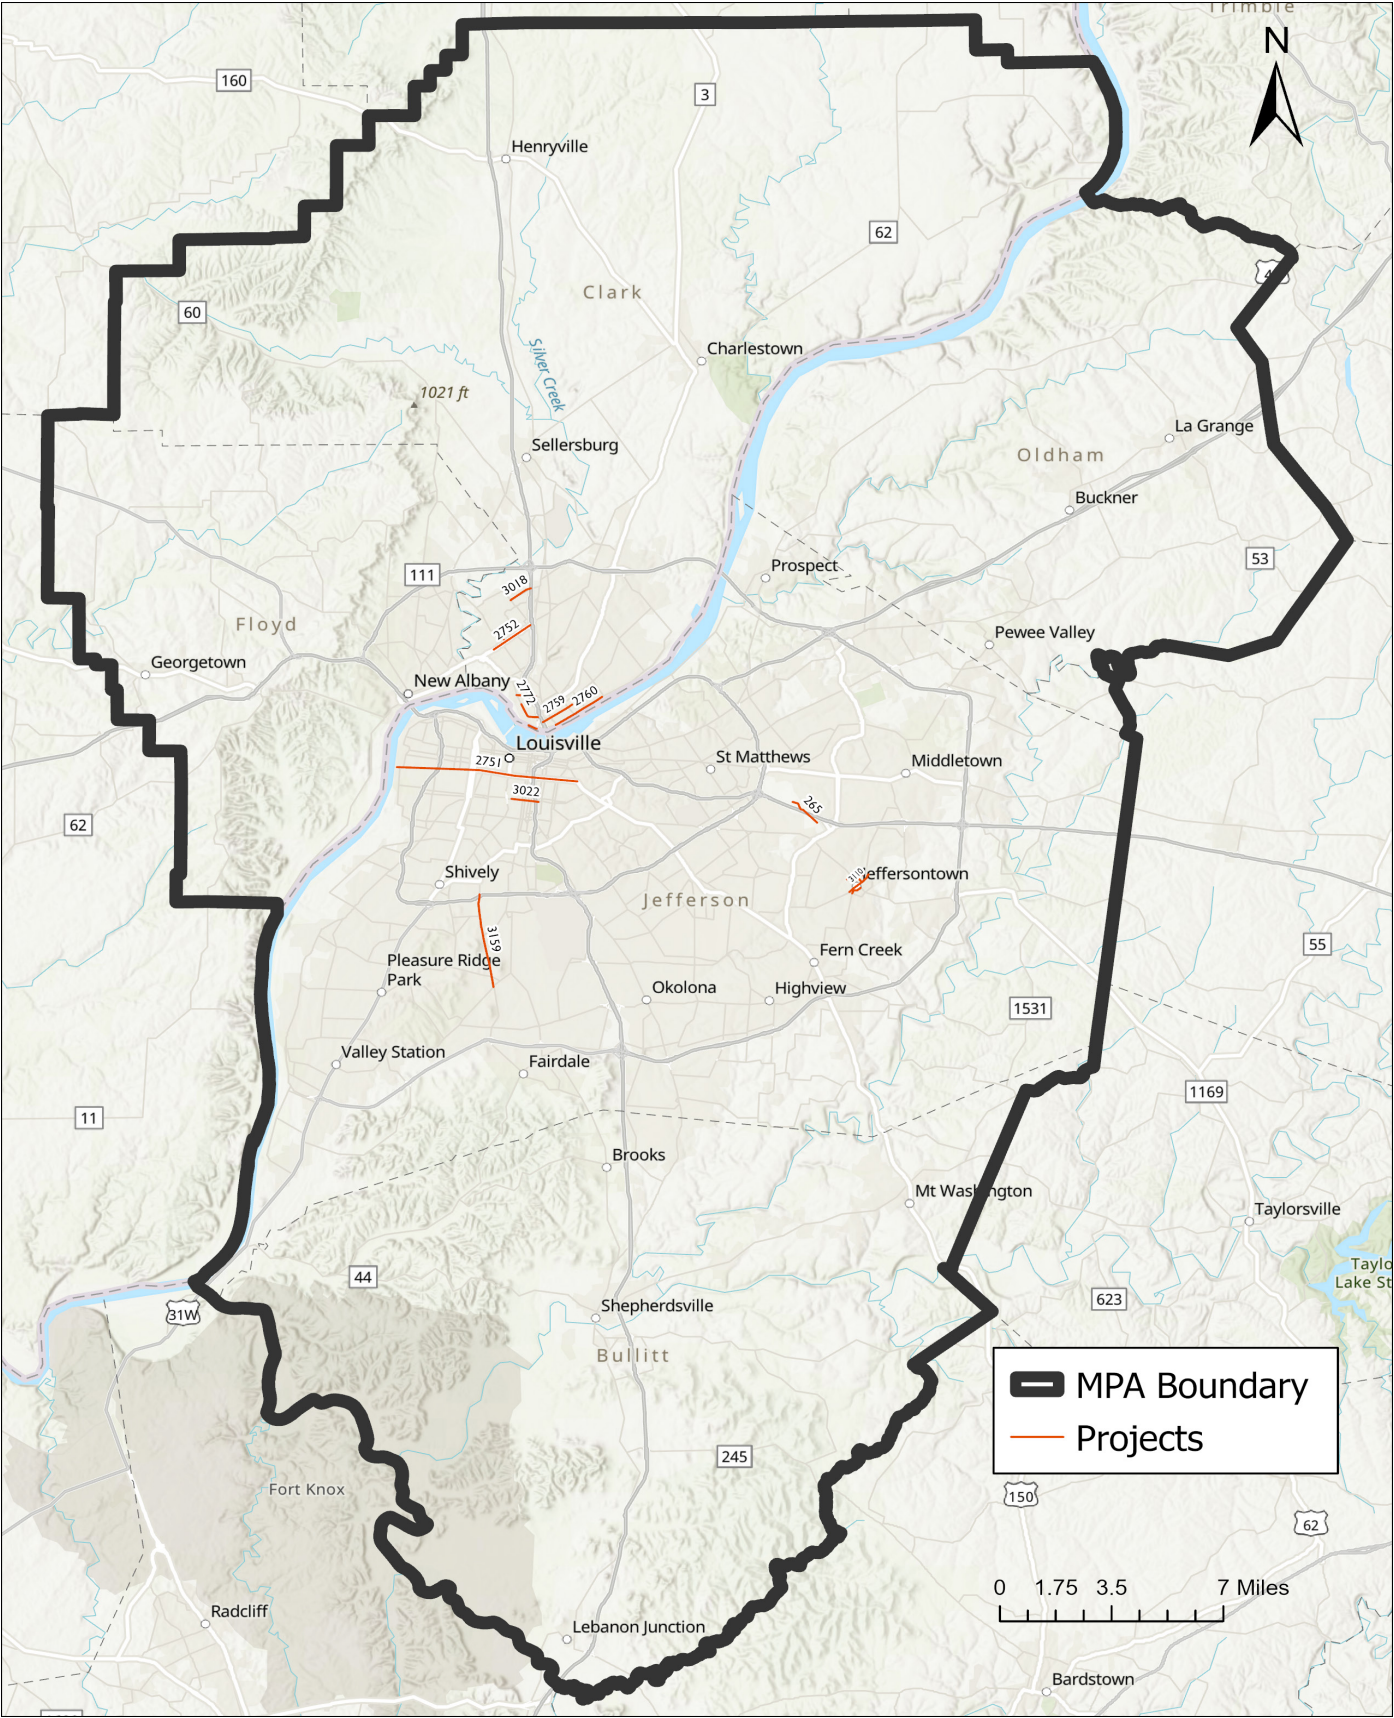 Trimble
N
160
3
Henryville
62
Clark
60
Silver Creek
Charlestown
1021 ft
La Grange
Sellersburg
Oldham
Buckner
53
111
Prospect
3018
Floyd
2752
Pewee Valley
Georgetown
New Albany
2772
2759
2760
Louisville
St Matthews
Middletown
2751
3022
265
62
Shively
Jefferson
Jeffersontown
3159
Fern Creek
55
Pleasure Ridge
Park
Okolona
Highview
1531
Valley Station
Fairdale
1169
11
Brooks
Mt Washington
Taylorsville
44
Taylo
Lake St
31W
Shepherdsville
623
Bullitt
MPA Boundary
Projects
245
Fort Knox
150
62
0 1.75 3.5 7 Miles
Radcliff
Lebanon Junction
Bardstown